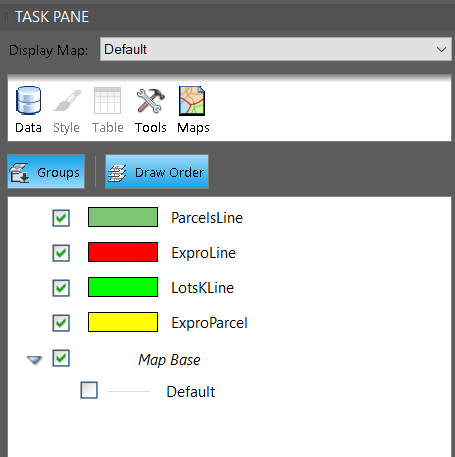 TASK PANE
Display Map: Default
Data Style Table Tools Maps
Groups Draw Order
ParcelsLine
ExproLine
LotsKLine
ExproParcel
Map Base
Default